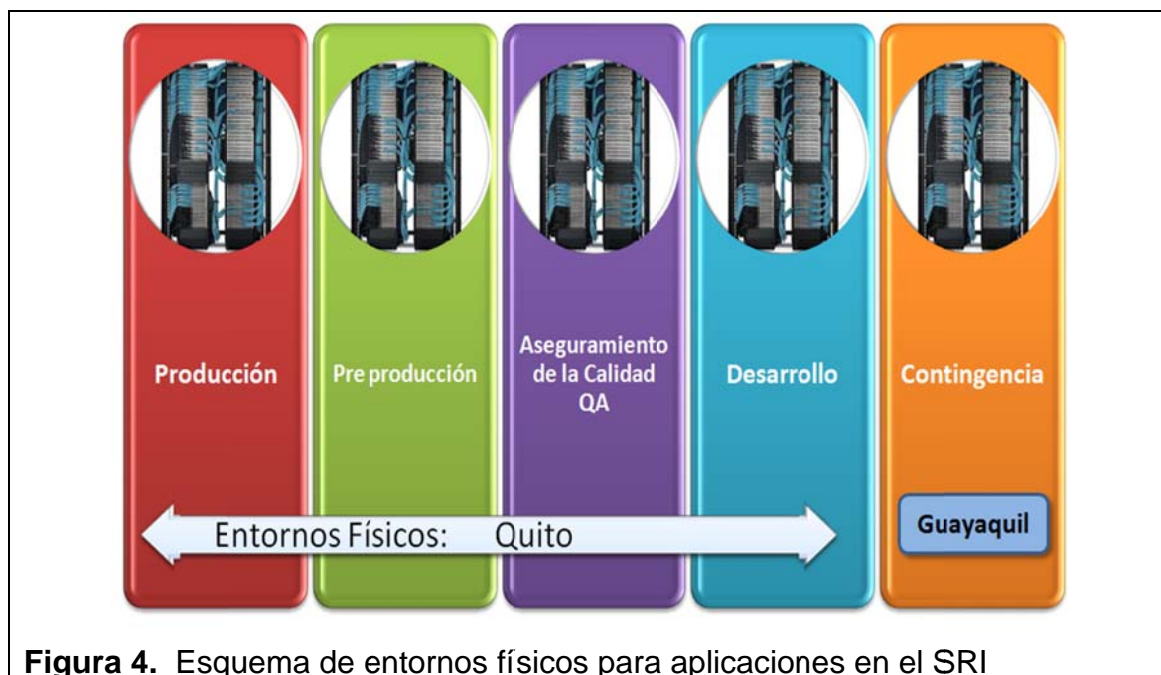 Producción
Pre producción
Aseguramiento
de la Calidad
QA
Desarrollo
Contingencia
Entornos Físicos: Quito
Guayaquil
Figura 4. Esquema de entornos físicos para aplicaciones en el SRI